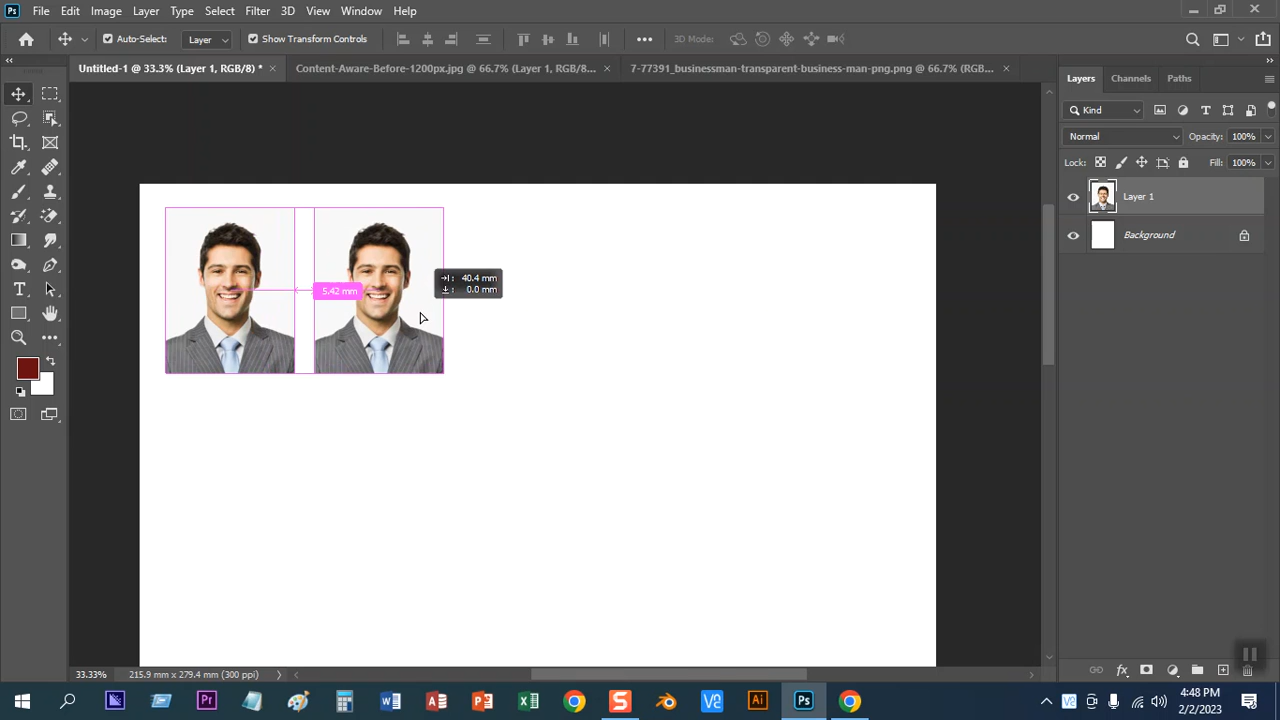 Ps File Edit Image Layer Type Select Filter 3D View Window Help
Auto-Select: Layer Show Transform Controls 3D Mode:
Untitled-1 @ 33.3% (Layer 1, RGB/8) * Content-Aware-Before-1200px.jpg @ 66.7% (Layer 1, RGB/8... 7-77391_businessman-transparent-business-man-png.png @ 66.7% (RGB...
Layers Channels Paths
Kind
Normal Opacity: 100%
Lock: Fill: 100%
Layer 1
Background
40.4 mm
0.0 mm
5.42 mm
33.33% 215.9 mm x 279.4 mm (300 ppi)
4:48 PM
2/2/2023